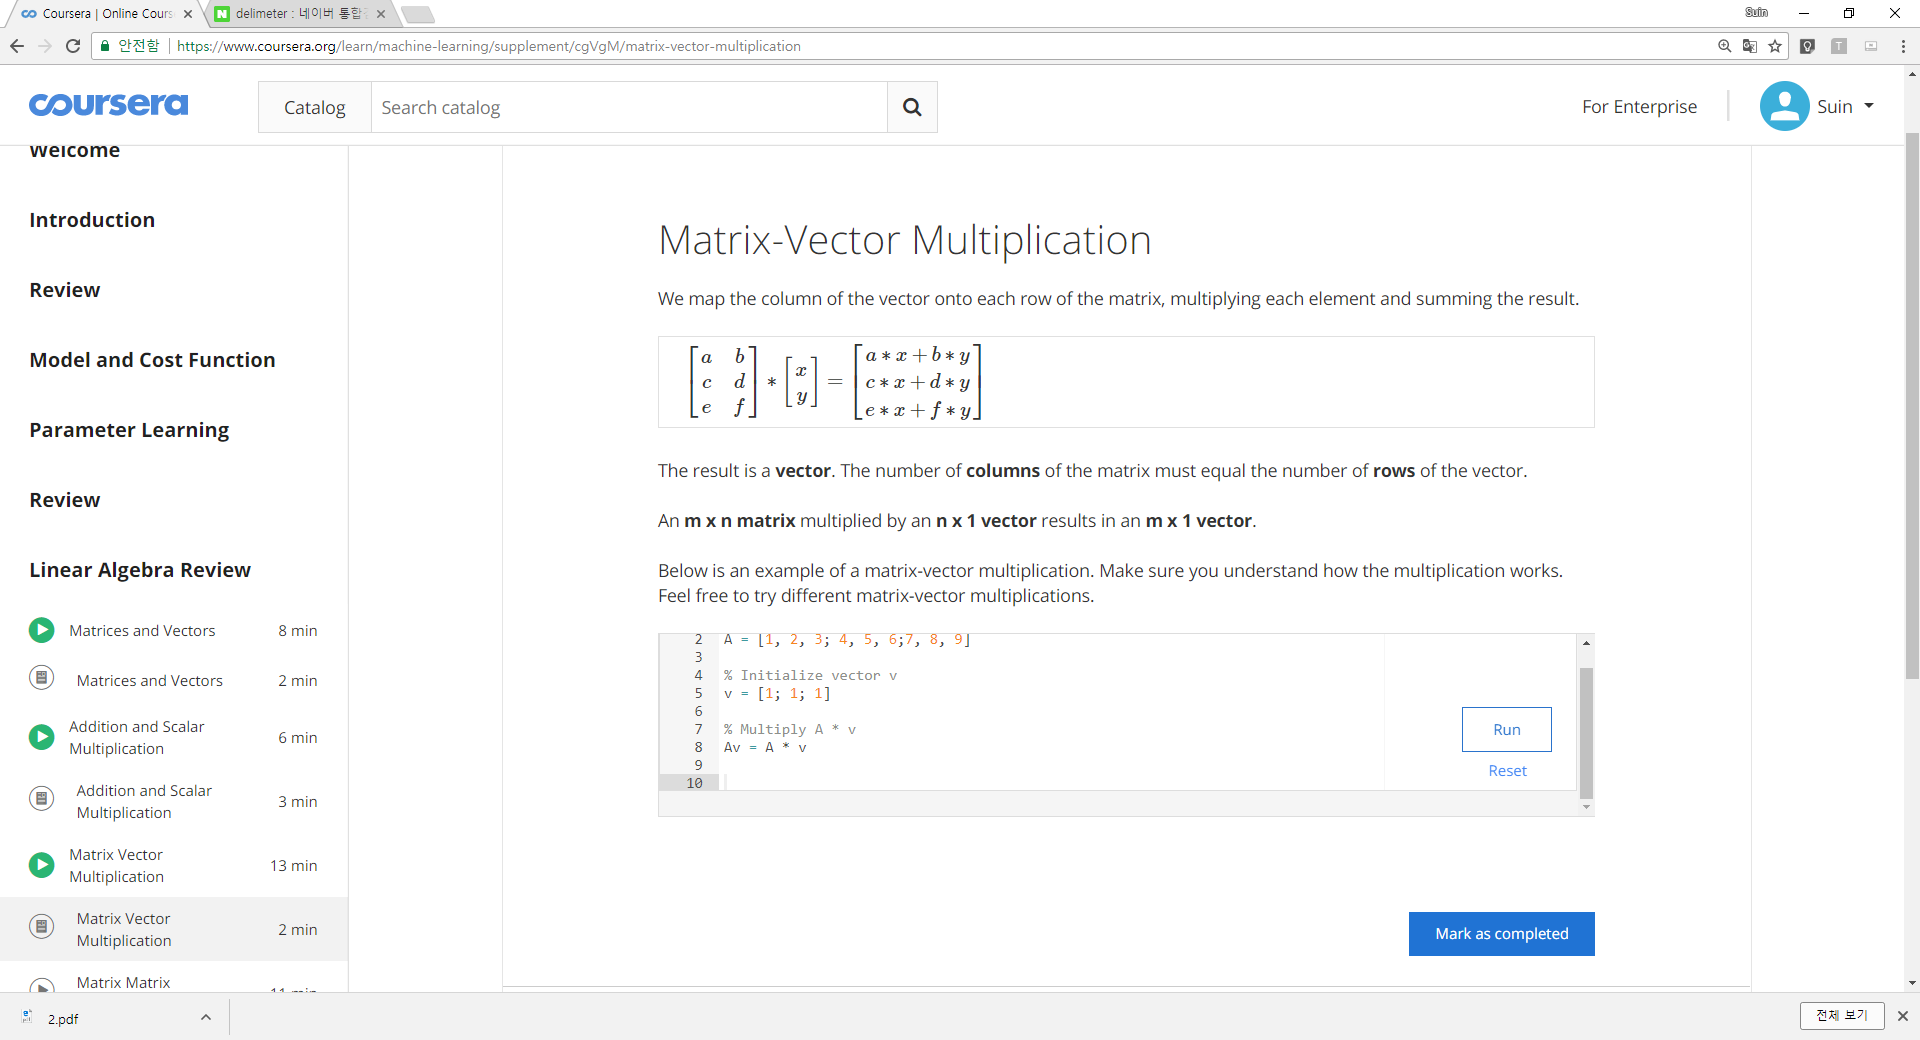 Coursera | Online Cours
delimeter : 네이버 통합
Suin
안전함
https://www.coursera.org/learn/machine-learning/supplement/cgVgM/matrix-vector-multiplication
coursera
Catalog
Search catalog
For Enterprise
Suin
Welcome
Introduction
Review
Model and Cost Function
Parameter Learning
Review
Linear Algebra Review
Matrices and Vectors 8 min
Matrices and Vectors 2 min
Addition and Scalar
Multiplication
6 min
Addition and Scalar
Multiplication
3 min
Matrix Vector
Multiplication
13 min
Matrix Vector
Multiplication
2 min
Matrix Matrix
11 min
Matrix-Vector Multiplication
We map the column of the vector onto each row of the matrix, multiplying each element and summing the result.
a b x a ∗ x + b ∗ y
c d ∗ = c ∗ x + d ∗ y
e f y e ∗ x + f ∗ y
The result is a vector. The number of columns of the matrix must equal the number of rows of the vector.
An m x n matrix multiplied by an n x 1 vector results in an m x 1 vector.
Below is an example of a matrix-vector multiplication. Make sure you understand how the multiplication works.
Feel free to try different matrix-vector multiplications.
2 A = [1, 2, 3; 4, 5, 6;7, 8, 9]
3
4 % Initialize vector v
5 v = [1; 1; 1]
6
7 % Multiply A * v
8 Av = A * v
9
10
Run
Reset
Mark as completed
2.pdf
전체 보기